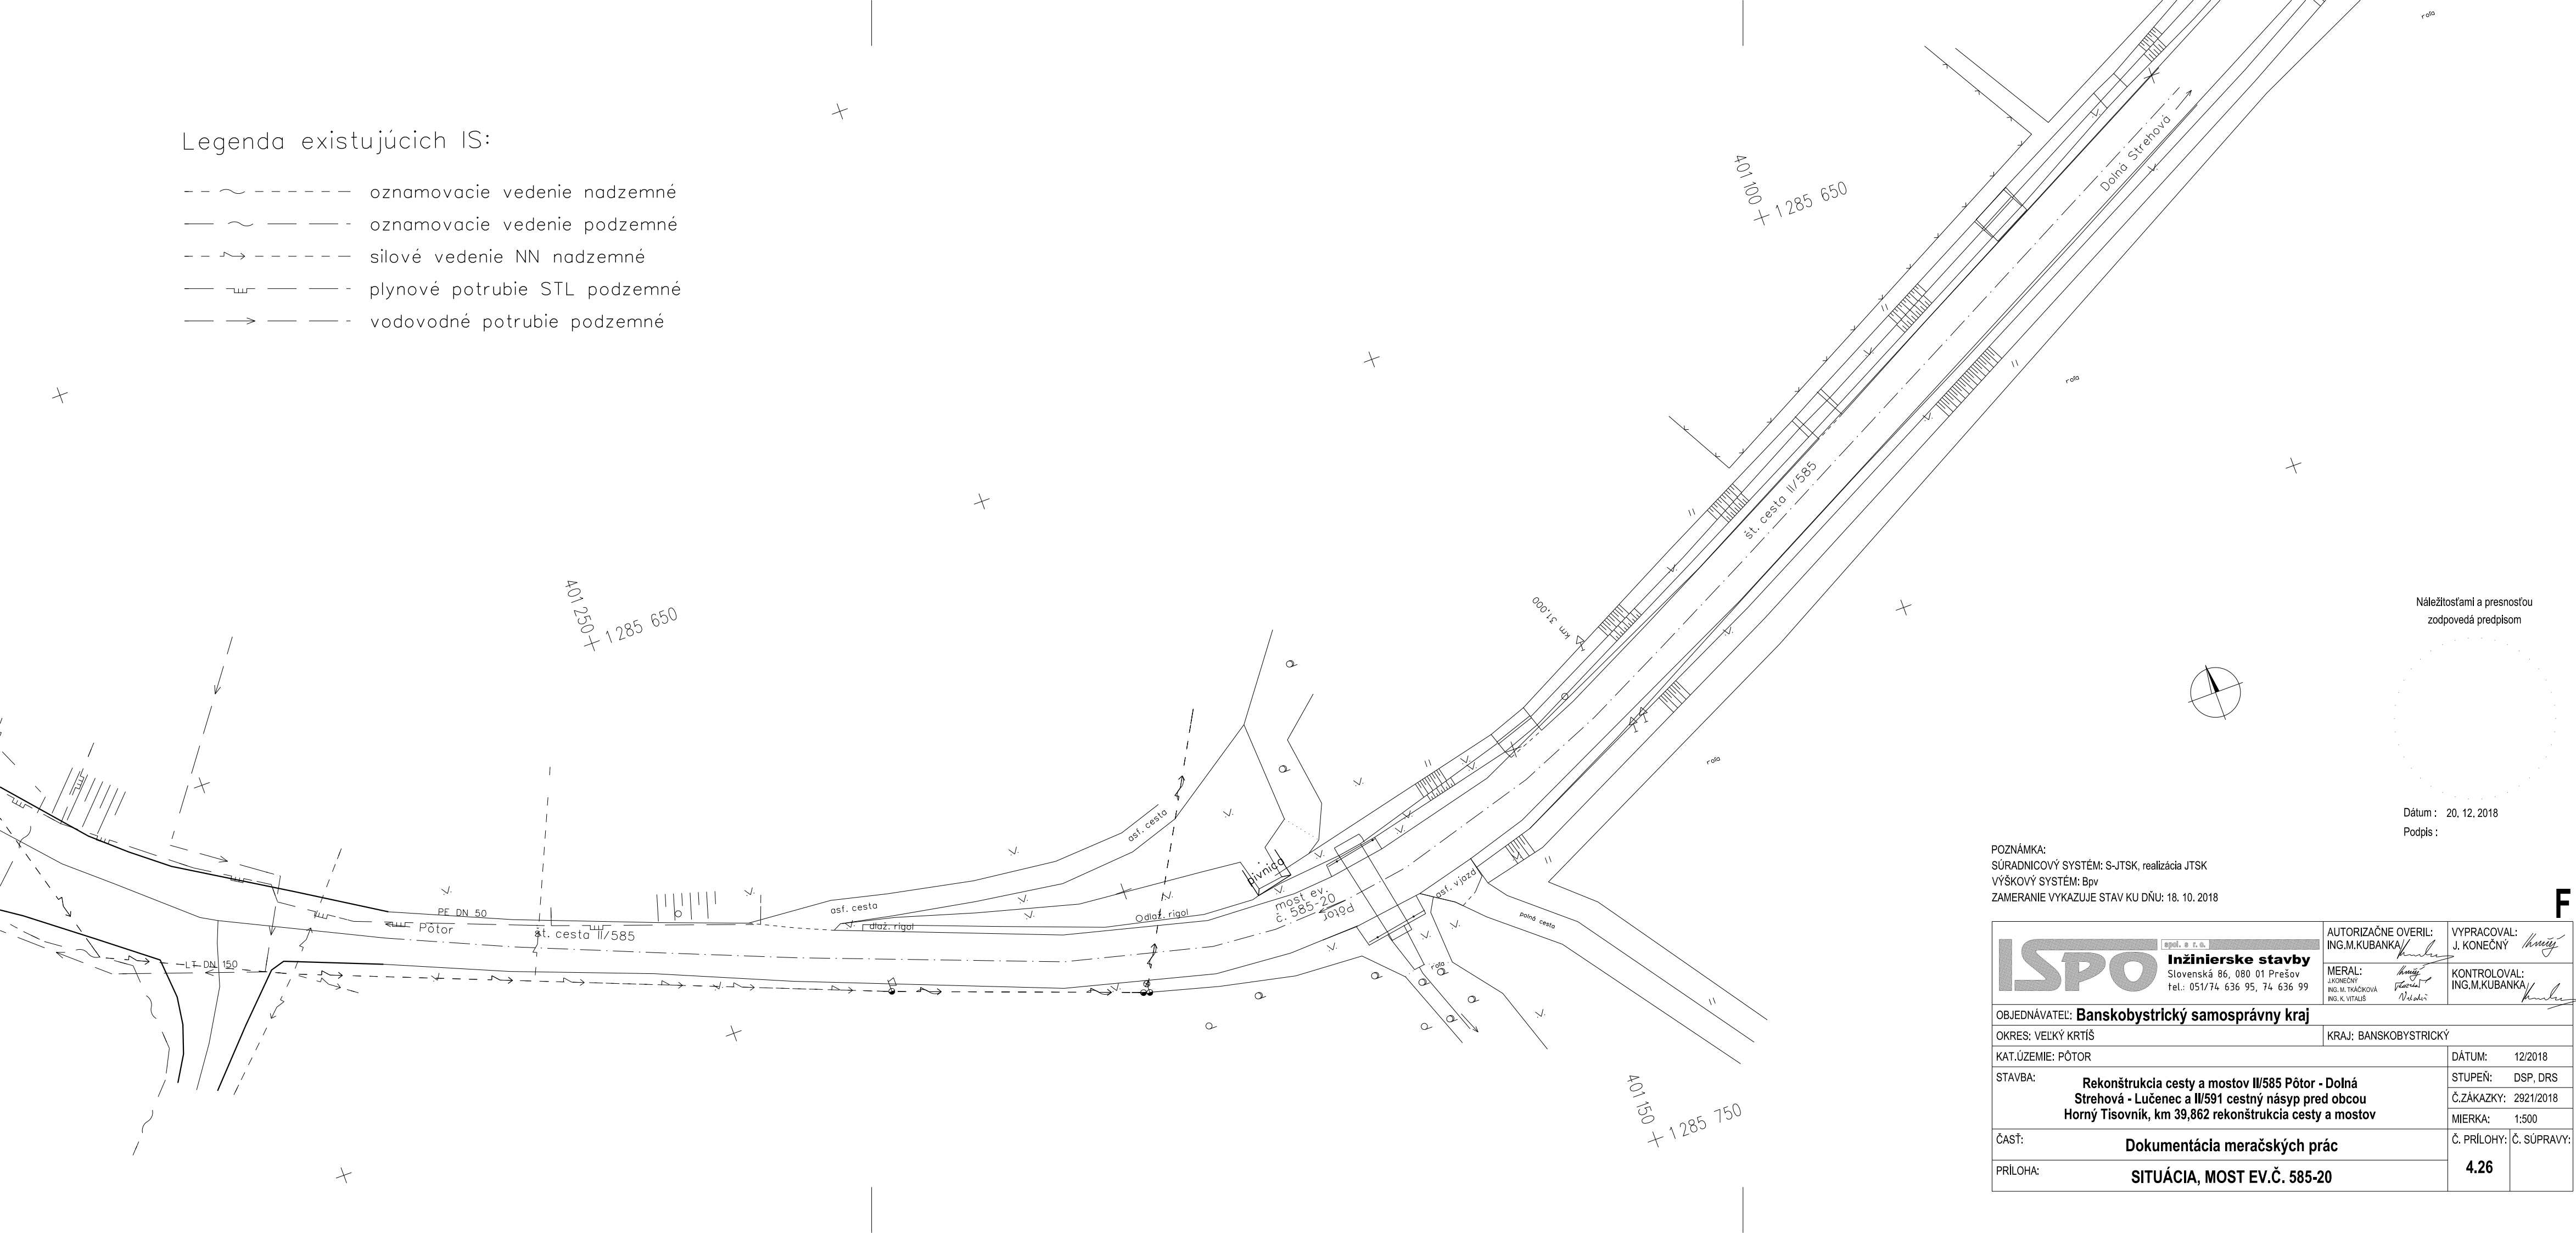 Legenda existujúcich IS:
oznamovacie vedenie nadzemné
oznamovacie vedenie podzemné
silové vedenie NN nadzemné
plynové potrubie STL podzemné
vodovodné potrubie podzemné
401 100
1 285 650
rola
Dolná Strehová
rola
št. cesta II/585
km 31,000
401 250
1 285 650
rola
asf. cesta
pivnica
asf. cesta
dlaž. rigol
Odlaž. rigol
most ev.
č. 585-20
potok
asf. vjazd
poľná cesta
rola
PE DN 50
Pôtor
št. cesta II/585
LT DN 150
401 150
1 285 750
Náležitosťami a presnosťou
zodpovedá predpisom
Dátum : 20. 12. 2018
Podpis :
POZNÁMKA:
SÚRADNICOVÝ SYSTÉM: S-JTSK, realizácia JTSK
VÝŠKOVÝ SYSTÉM: Bpv
ZAMERANIE VYKAZUJE STAV KU DŇU: 18. 10. 2018
F
ISPO
spol. s r.o.
Inžinierske stavby
Slovenská 86, 080 01 Prešov
tel.: 051/74 636 95, 74 636 99
AUTORIZAČNE OVERIL:
ING.M.KUBANKA
VYPRACOVAL:
J. KONEČNÝ
MERAL:
J.KONEČNÝ
ING. M. TKÁČIKOVÁ
ING. K. VITALIŠ
KONTROLOVAL:
ING.M.KUBANKA
OBJEDNÁVATEĽ: Banskobystrický samosprávny kraj
OKRES: VEĽKÝ KRTÍŠ
KRAJ: BANSKOBYSTRICKÝ
KAT.ÚZEMIE: PÔTOR
DÁTUM: 12/2018
STAVBA:
Rekonštrukcia cesty a mostov II/585 Pôtor - Dolná
Strehová - Lučenec a II/591 cestný násyp pred obcou
Horný Tisovník, km 39,862 rekonštrukcia cesty a mostov
STUPEŇ: DSP, DRS
Č.ZÁKAZKY: 2921/2018
MIERKA: 1:500
ČASŤ: Dokumentácia meračských prác
Č. PRÍLOHY: Č. SÚPRAVY:
4.26
PRÍLOHA: SITUÁCIA, MOST EV.Č. 585-20